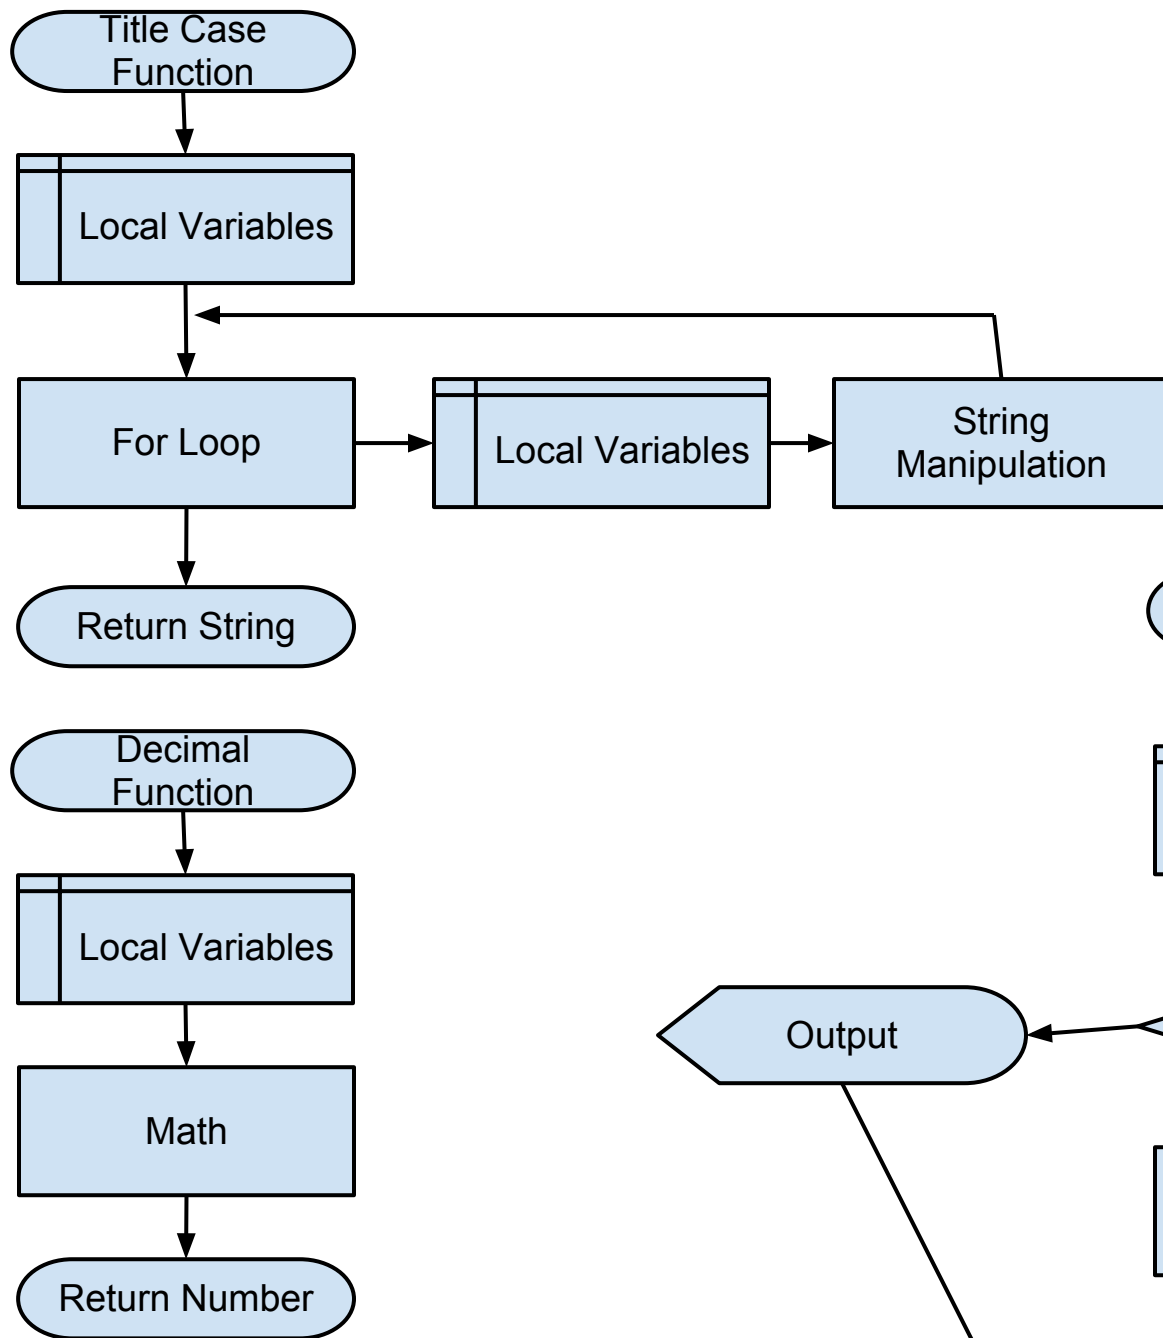 Title Case
Function
Local Variables
For Loop
Local Variables
String
Manipulation
Return String
Decimal
Function
Local Variables
Output
Math
Return Number